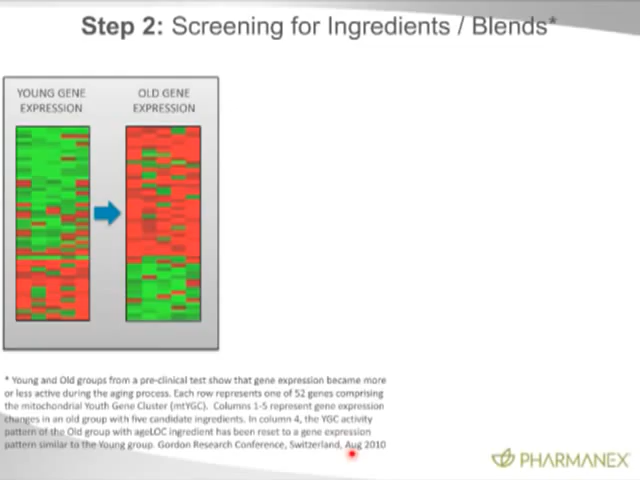 Step 2: Screening for Ingredients / Blends*
YOUNG GENE
EXPRESSION
OLD GENE
EXPRESSION
* Young and Old groups from a pre-clinical test show that gene expression became more
or less active during the aging process. Each row represents one of 52 genes comprising
the mitochondrial Youth Gene Cluster (mtYGC). Columns 1-5 represent gene expression
changes in an old group with five candidate ingredients. In column 4, the YGC activity
pattern of the Old group with ageLOC ingredient has been reset to a gene expression
pattern similar to the Young group. Gordon Research Conference, Switzerland, Aug 2010
PHARMANEX